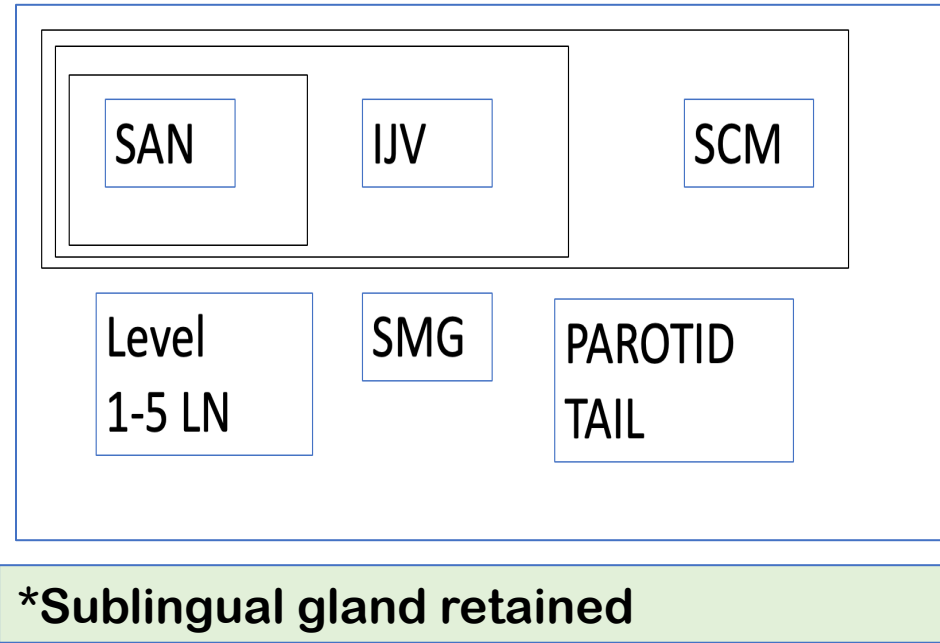 SAN
IJV
SCM
Level
1-5 LN
SMG
PAROTID
TAIL
*Sublingual gland retained